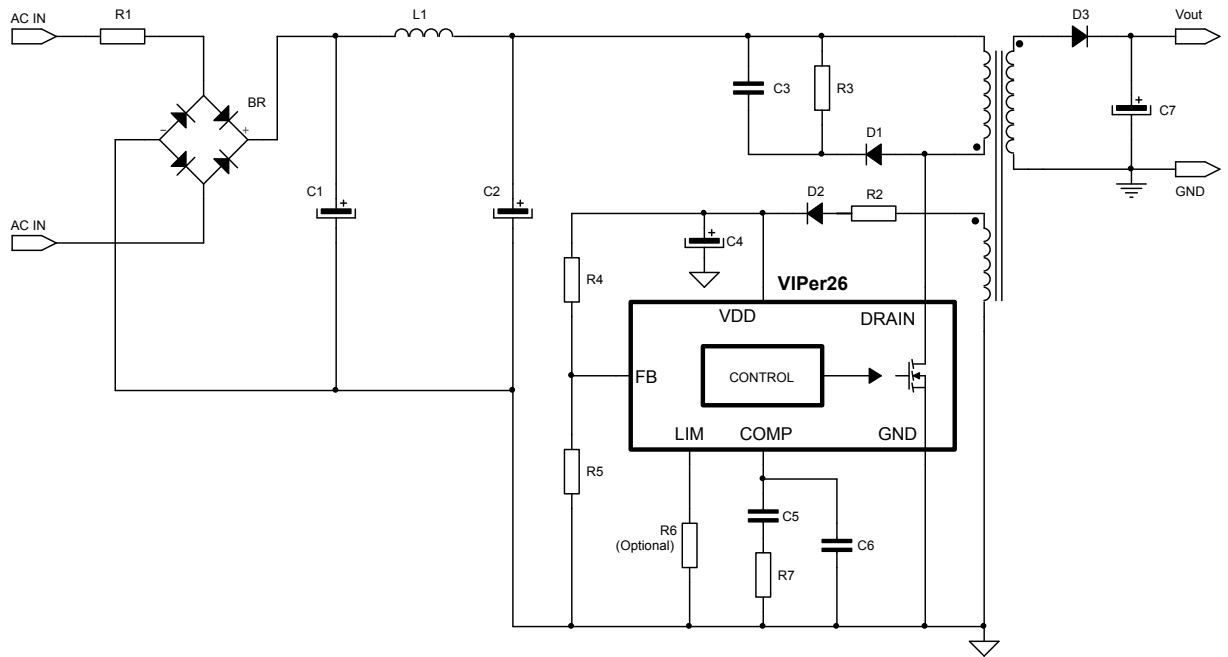 AC IN
R1
L1
D3
Vout
BR
-
+
C3
R3
+
C7
D1
GND
C1
+
C2
+
D2
R2
AC IN
+
C4
R4
VIPer26
VDD
DRAIN
FB
CONTROL
LIM
COMP
GND
R5
R6
(Optional)
C5
C6
R7